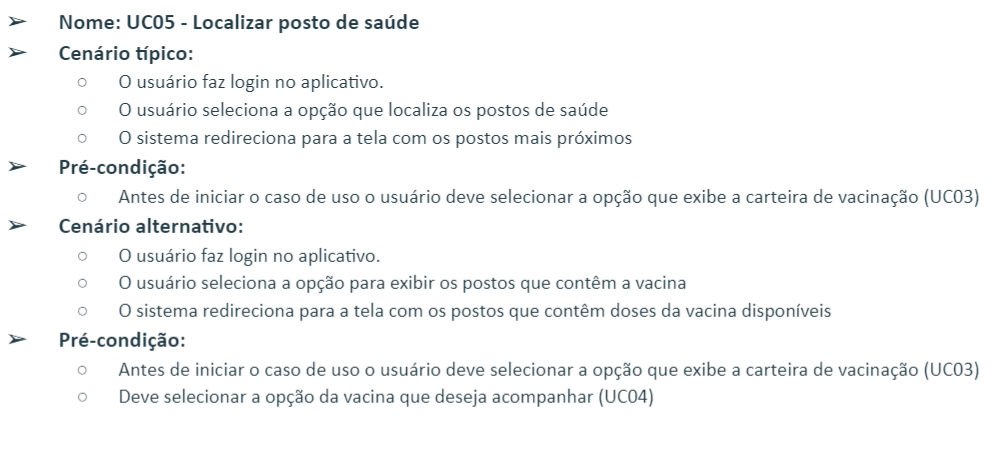 ➢ Nome: UC05 - Localizar posto de saúde
➢ Cenário típico:
○ O usuário faz login no aplicativo.
○ O usuário seleciona a opção que localiza os postos de saúde
○ O sistema redireciona para a tela com os postos mais próximos
➢ Pré-condição:
○ Antes de iniciar o caso de uso o usuário deve selecionar a opção que exibe a carteira de vacinação (UC03)
➢ Cenário alternativo:
○ O usuário faz login no aplicativo.
○ O usuário seleciona a opção para exibir os postos que contêm a vacina
○ O sistema redireciona para a tela com os postos que contêm doses da vacina disponíveis
➢ Pré-condição:
○ Antes de iniciar o caso de uso o usuário deve selecionar a opção que exibe a carteira de vacinação (UC03)
○ Deve selecionar a opção da vacina que deseja acompanhar (UC04)